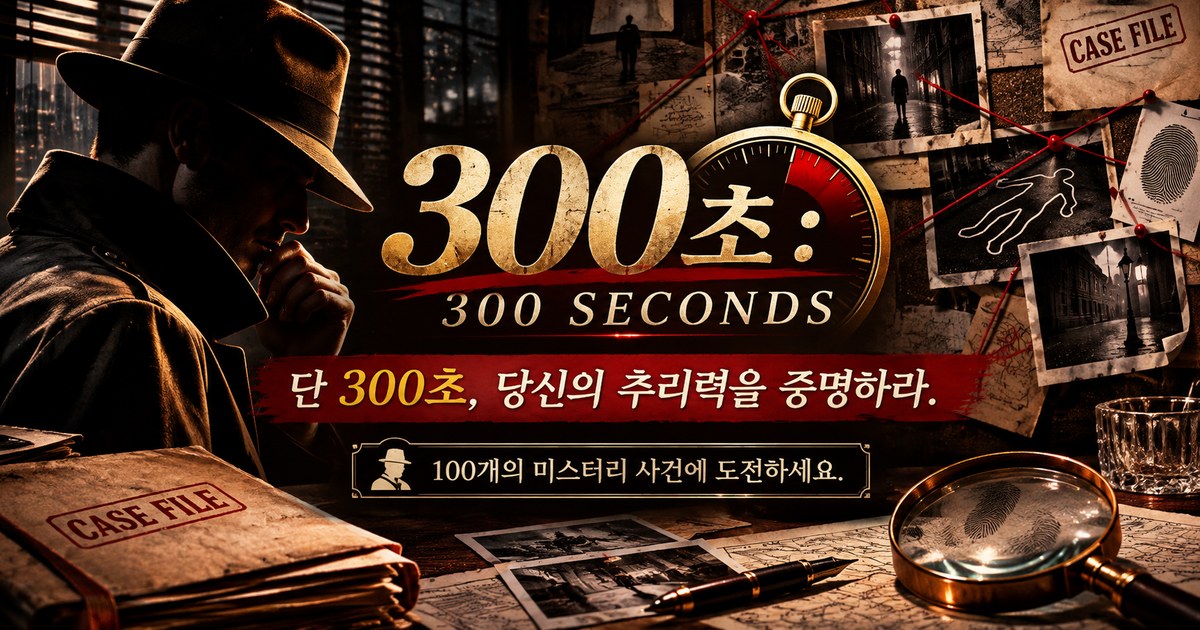 CASE FILE
300초:
300 SECONDS
단 300초, 당신의 추리력을 증명하라.
100개의 미스터리 사건에 도전하세요.
CASE FILE